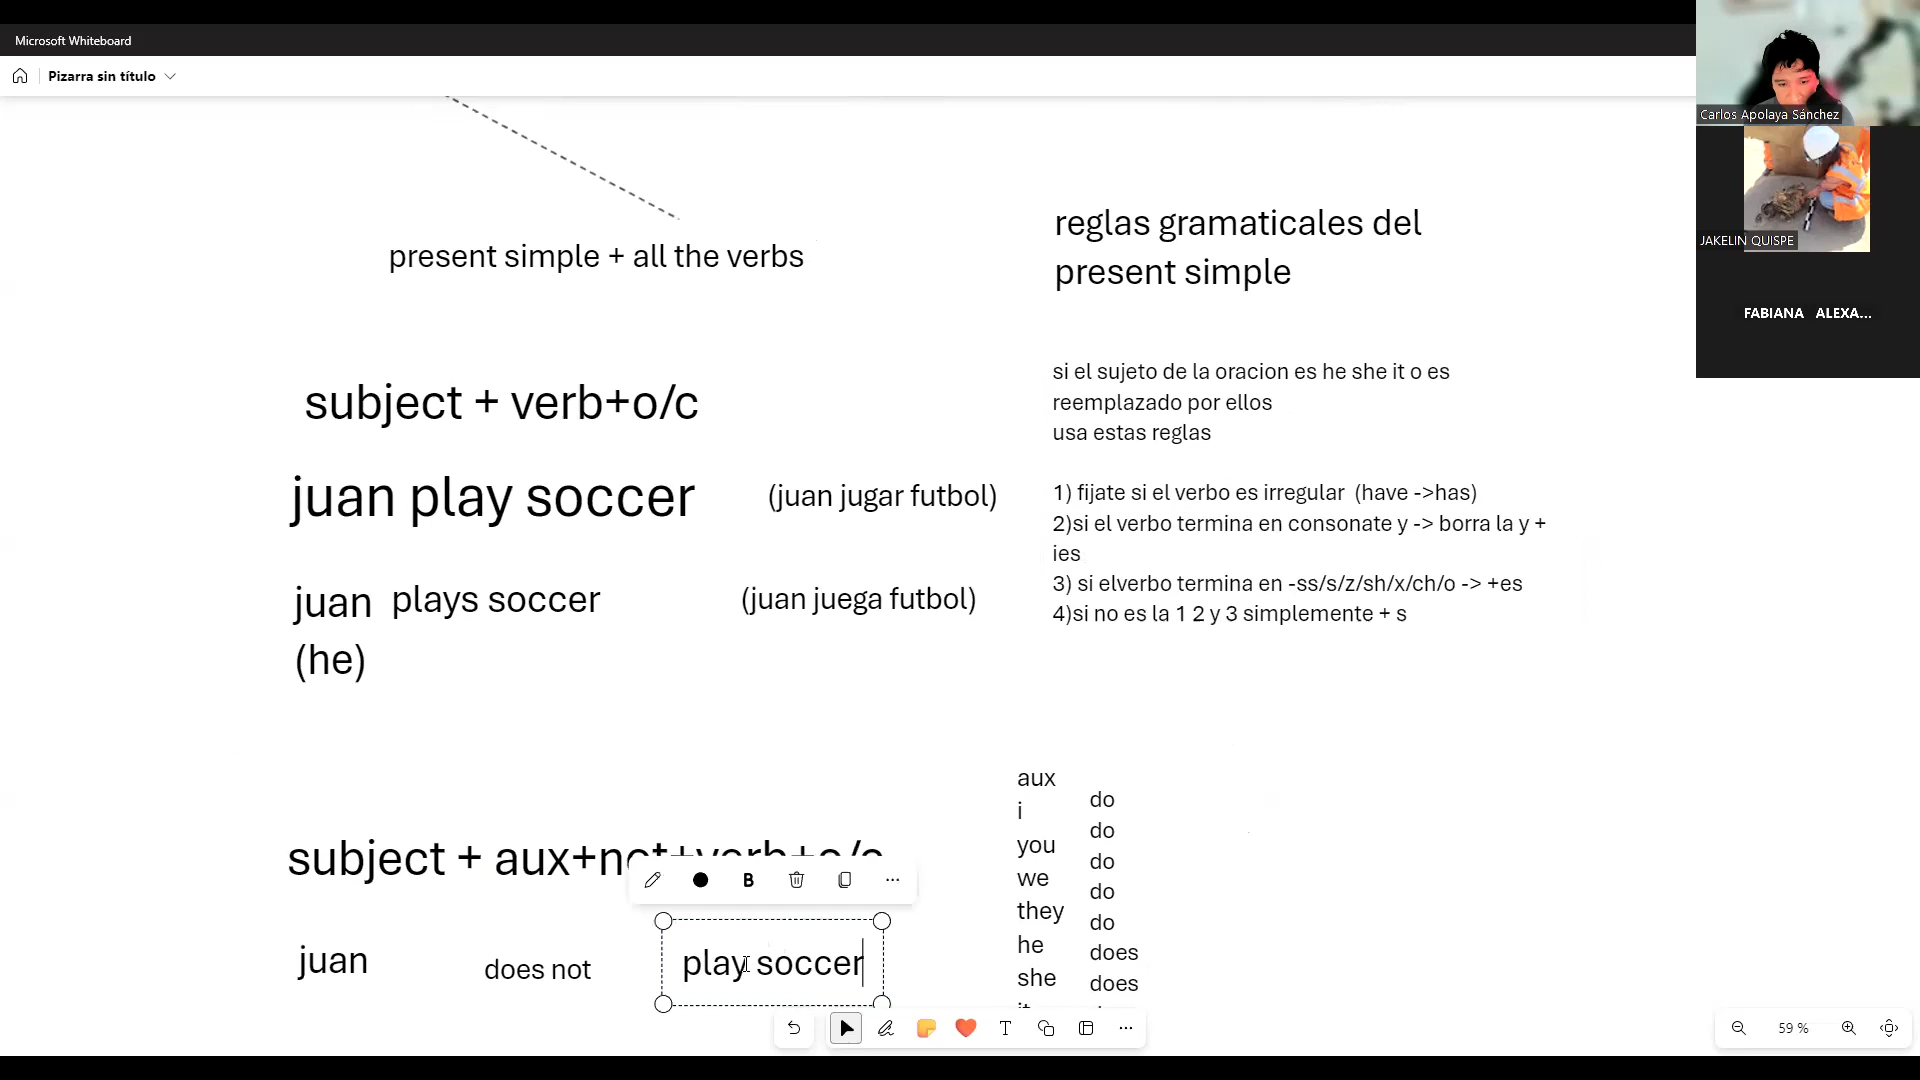 Microsoft Whiteboard
Pizarra sin título
Carlos Apolaya Sánchez
JAKELIN QUISPE
FABIANA ALEXA...
present simple + all the verbs
subject + verb+o/c
juan play soccer
(juan jugar futbol)
juan plays soccer
(he)
(juan juega futbol)
reglas gramaticales del
present simple
si el sujeto de la oracion es he she it o es
reemplazado por ellos
usa estas reglas
1) fijate si el verbo es irregular (have ->has)
2)si el verbo termina en consonate y -> borra la y +
ies
3) si elverbo termina en -ss/s/z/sh/x/ch/o -> +es
4)si no es la 1 2 y 3 simplemente + s
subject + aux+not+verb+o/c
B
juan
does not
play soccer
aux
i
you
we
they
he
she
it
do
do
do
do
do
does
does
59 %